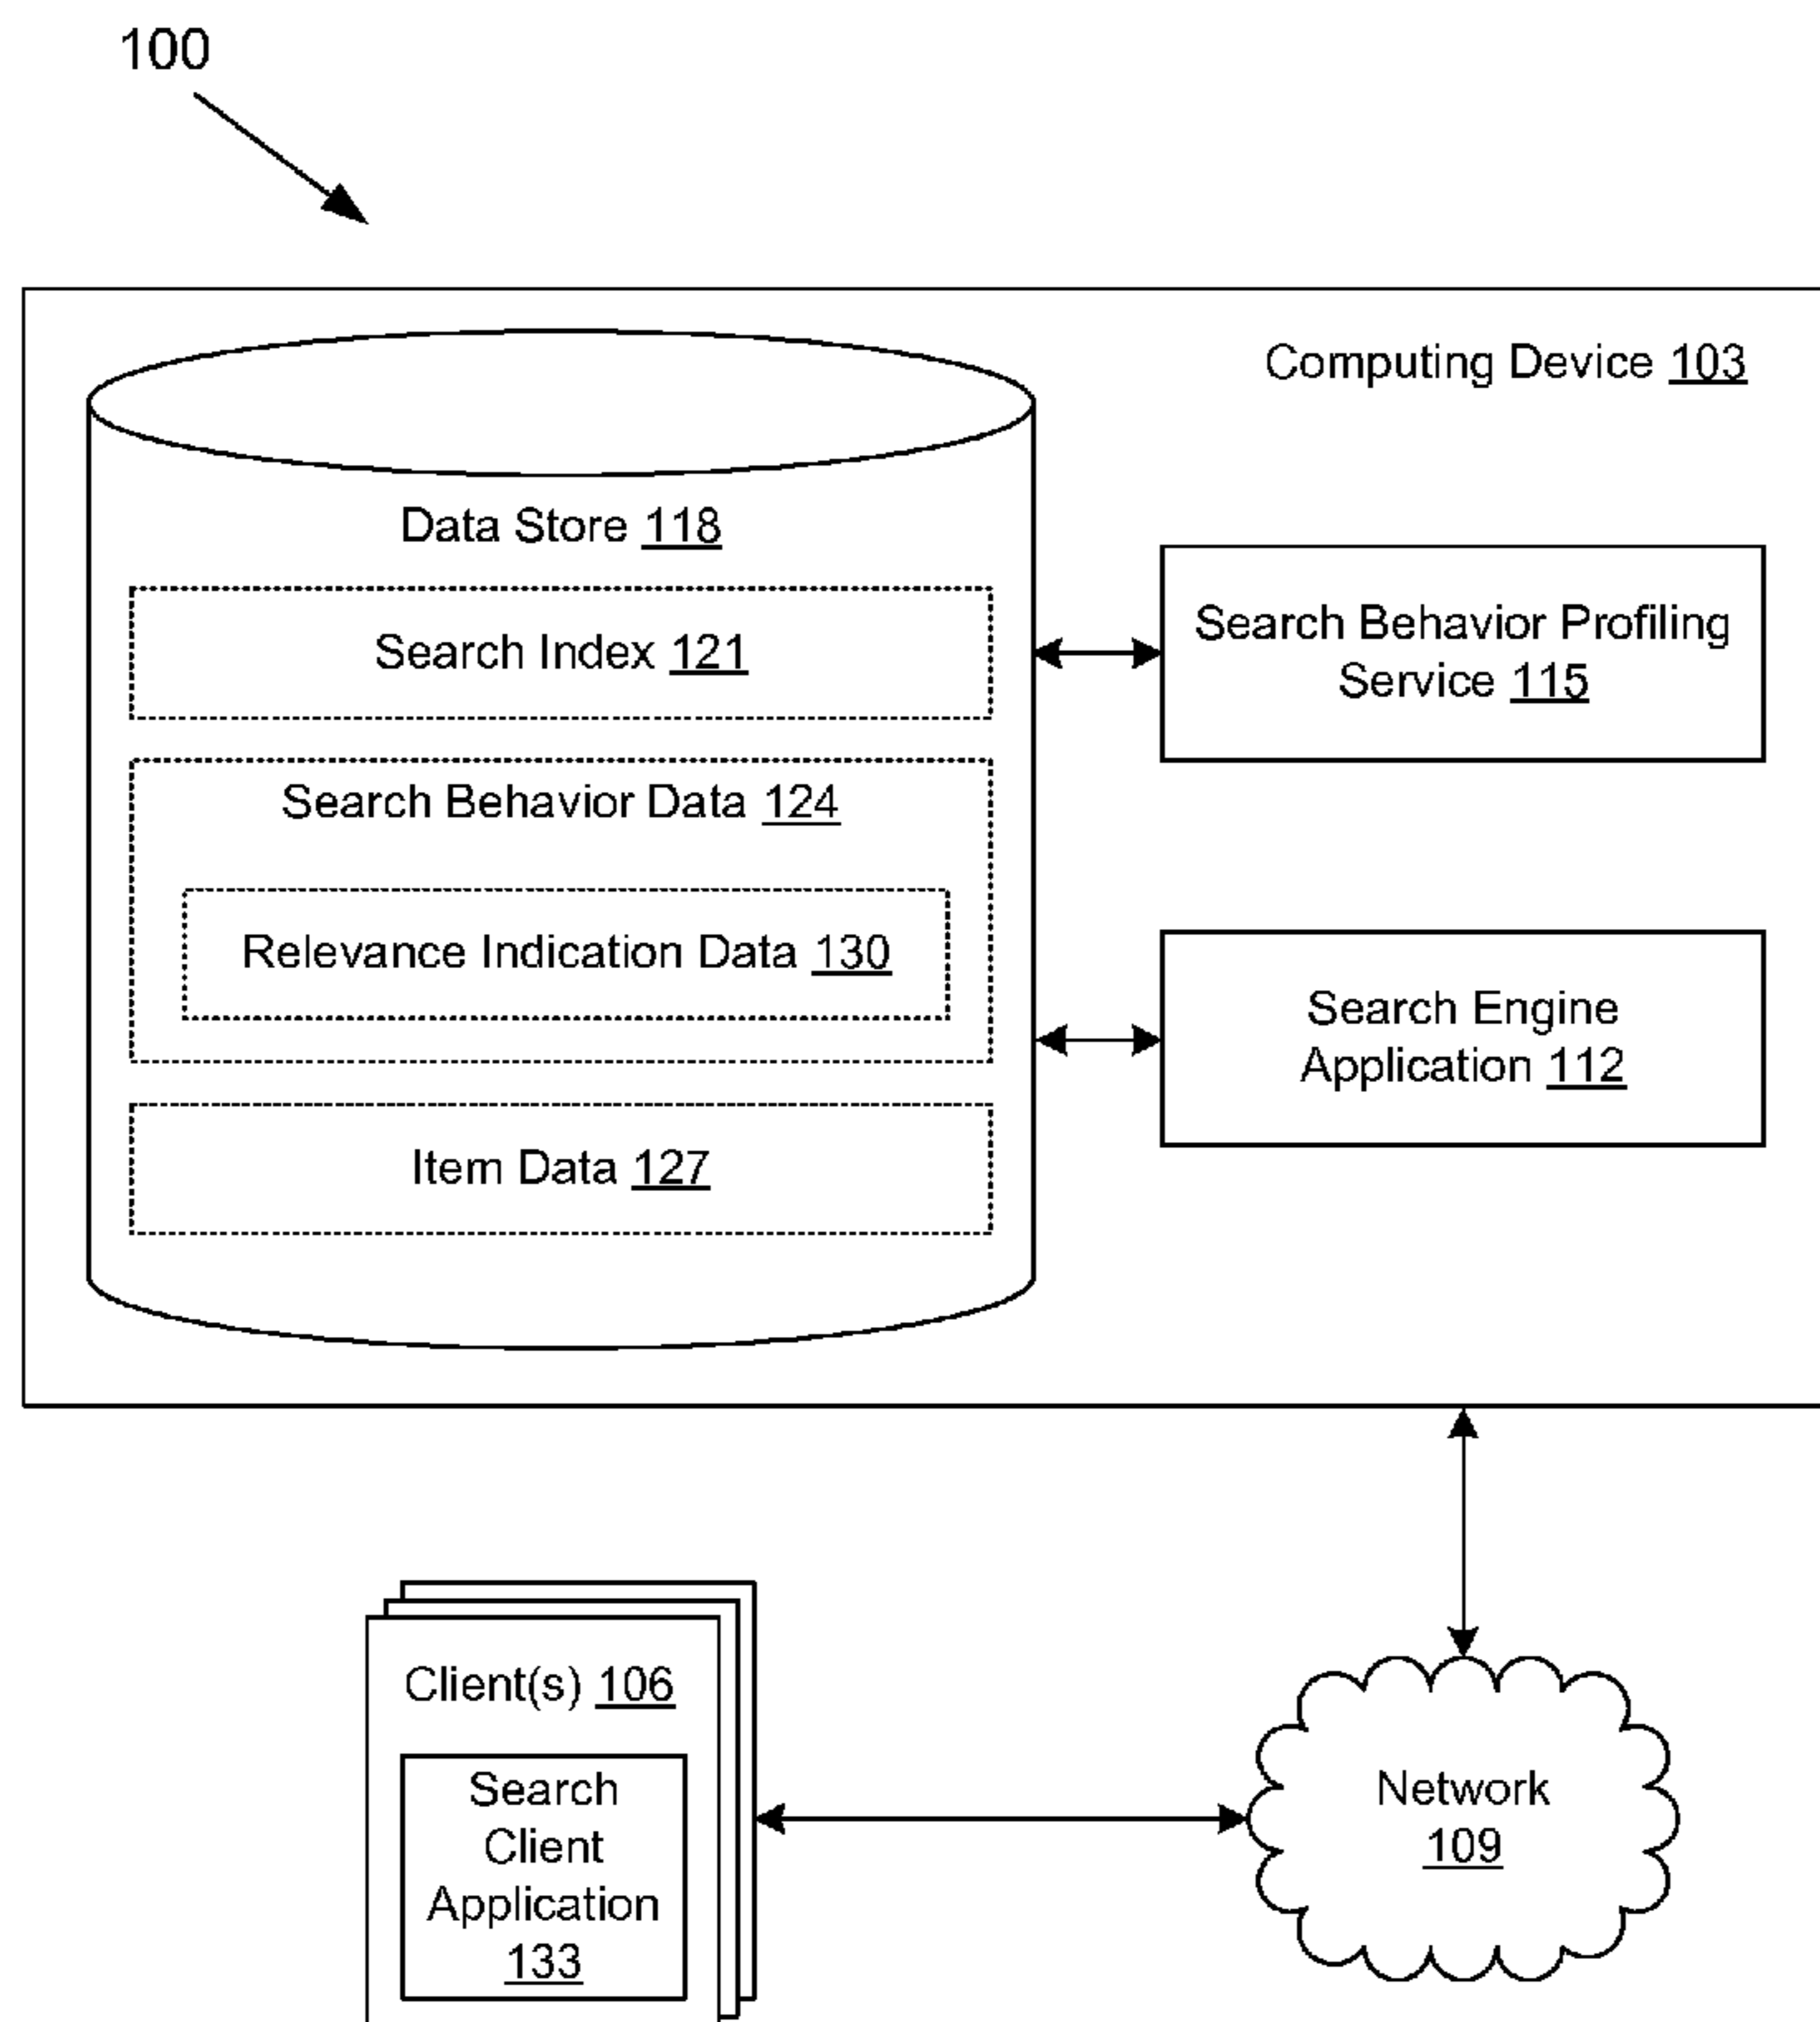 100
Computing Device 103
Data Store 118
Search Index 121
Search Behavior Data 124
Relevance Indication Data 130
Item Data 127
Search Behavior Profiling
Service 115
Search Engine
Application 112
Client(s) 106
Search
Client
Application
133
Network
109